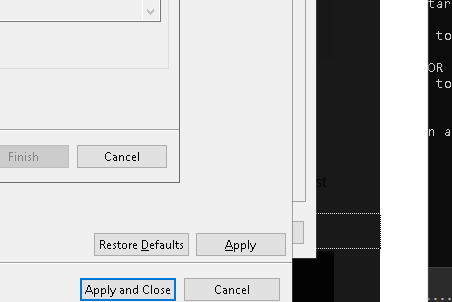 tar
to
OR
to
n a
Finish
Cancel
st
Restore Defaults
Apply
Apply and Close
Cancel